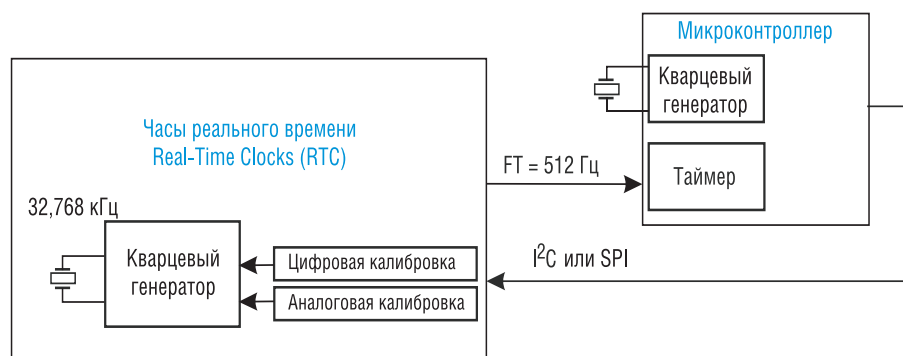 Микроконтроллер
Кварцевый
генератор
Часы реального времени
Real-Time Clocks (RTC)
FT = 512 Гц
Таймер
32,768 кГц
Кварцевый
генератор
Цифровая калибровка
Аналоговая калибровка
I²C или SPI